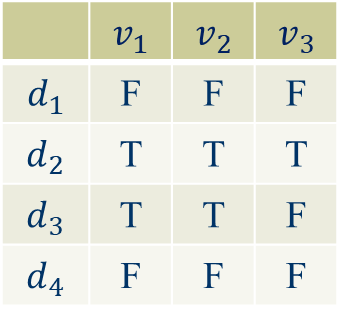 v₁ v₂ v₃
d₁ F F F
d₂ T T T
d₃ T T F
d₄ F F F